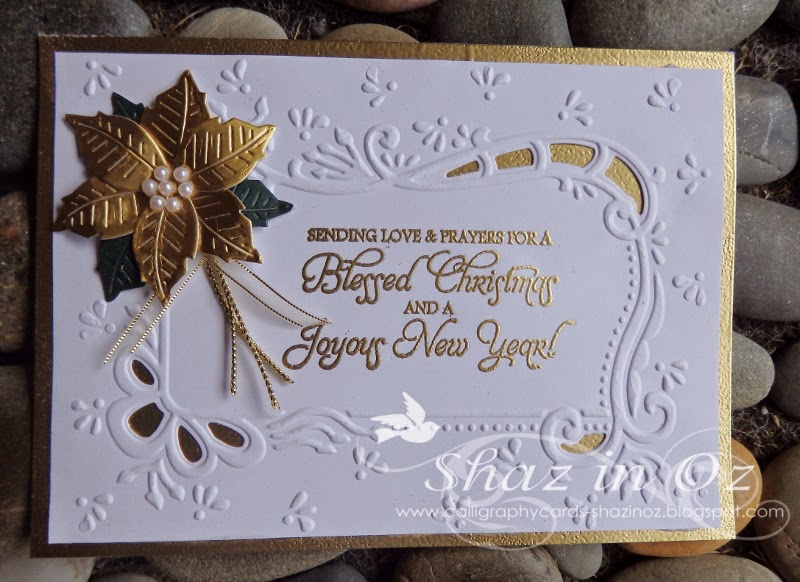 SENDING LOVE & PRAYERS FOR A
Blessed Christmas
AND A
Joyous New Year!
Shaz in Oz
www.calligraphycards-shazinoz.blogspot.com